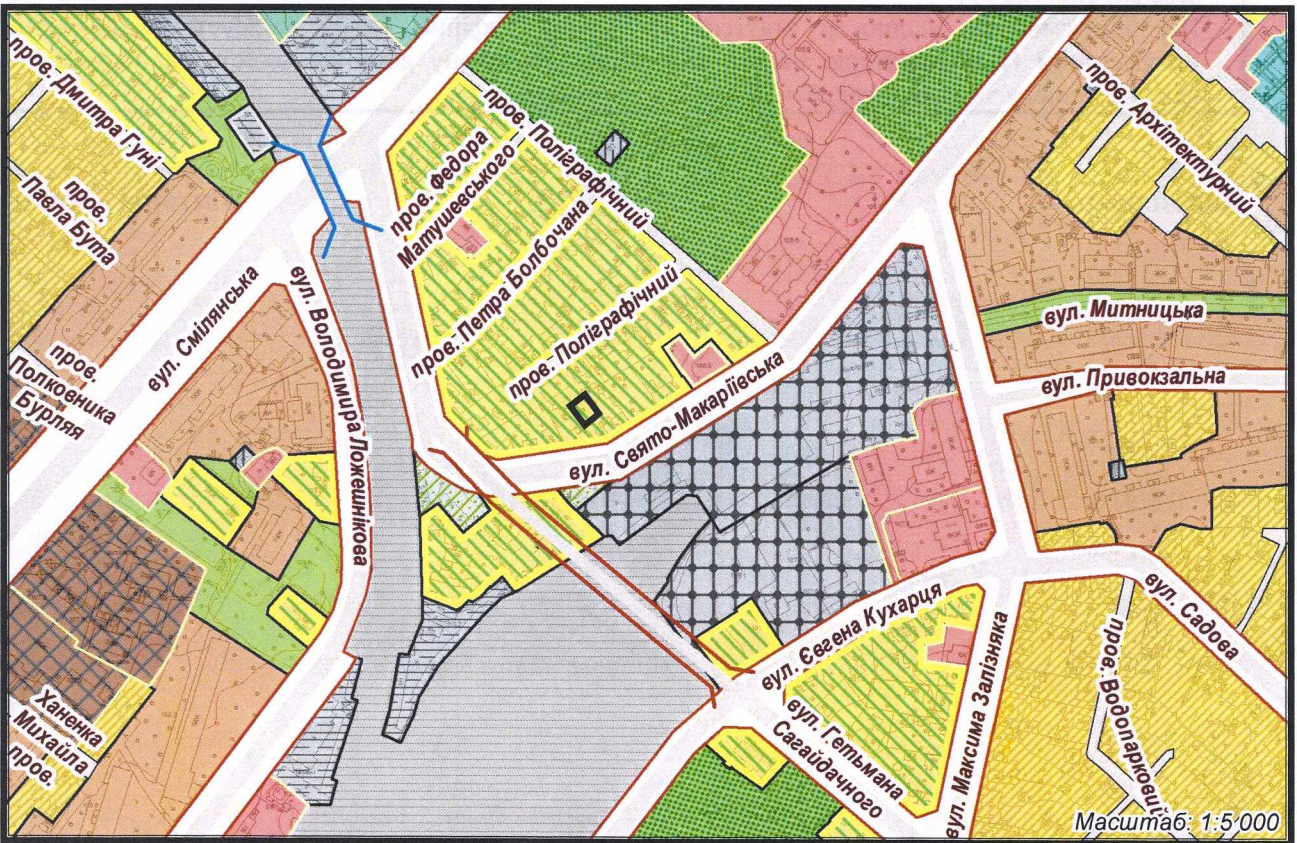 пров. Дмитра Гуні
пров.
Павла Бута
пров.
Полковника
Бурляя
вул. Смілянська
вул. Володимира Ложешнікова
пров. Федора
Матушевського
пров. Поліграфічний
пров. Петра Болбочана
пров. Поліграфічний
вул. Свято-Макаріївська
пров. Архітектурний
вул. Митницька
вул. Привокзальна
вул. Євгена Кухарця
вул. Садова
вул. Гетьмана
Сагайдачного
вул. Максима Залізняка
пров. Водопарковий
Ханенка
Михайла
пров.
Масштаб: 1:5 000